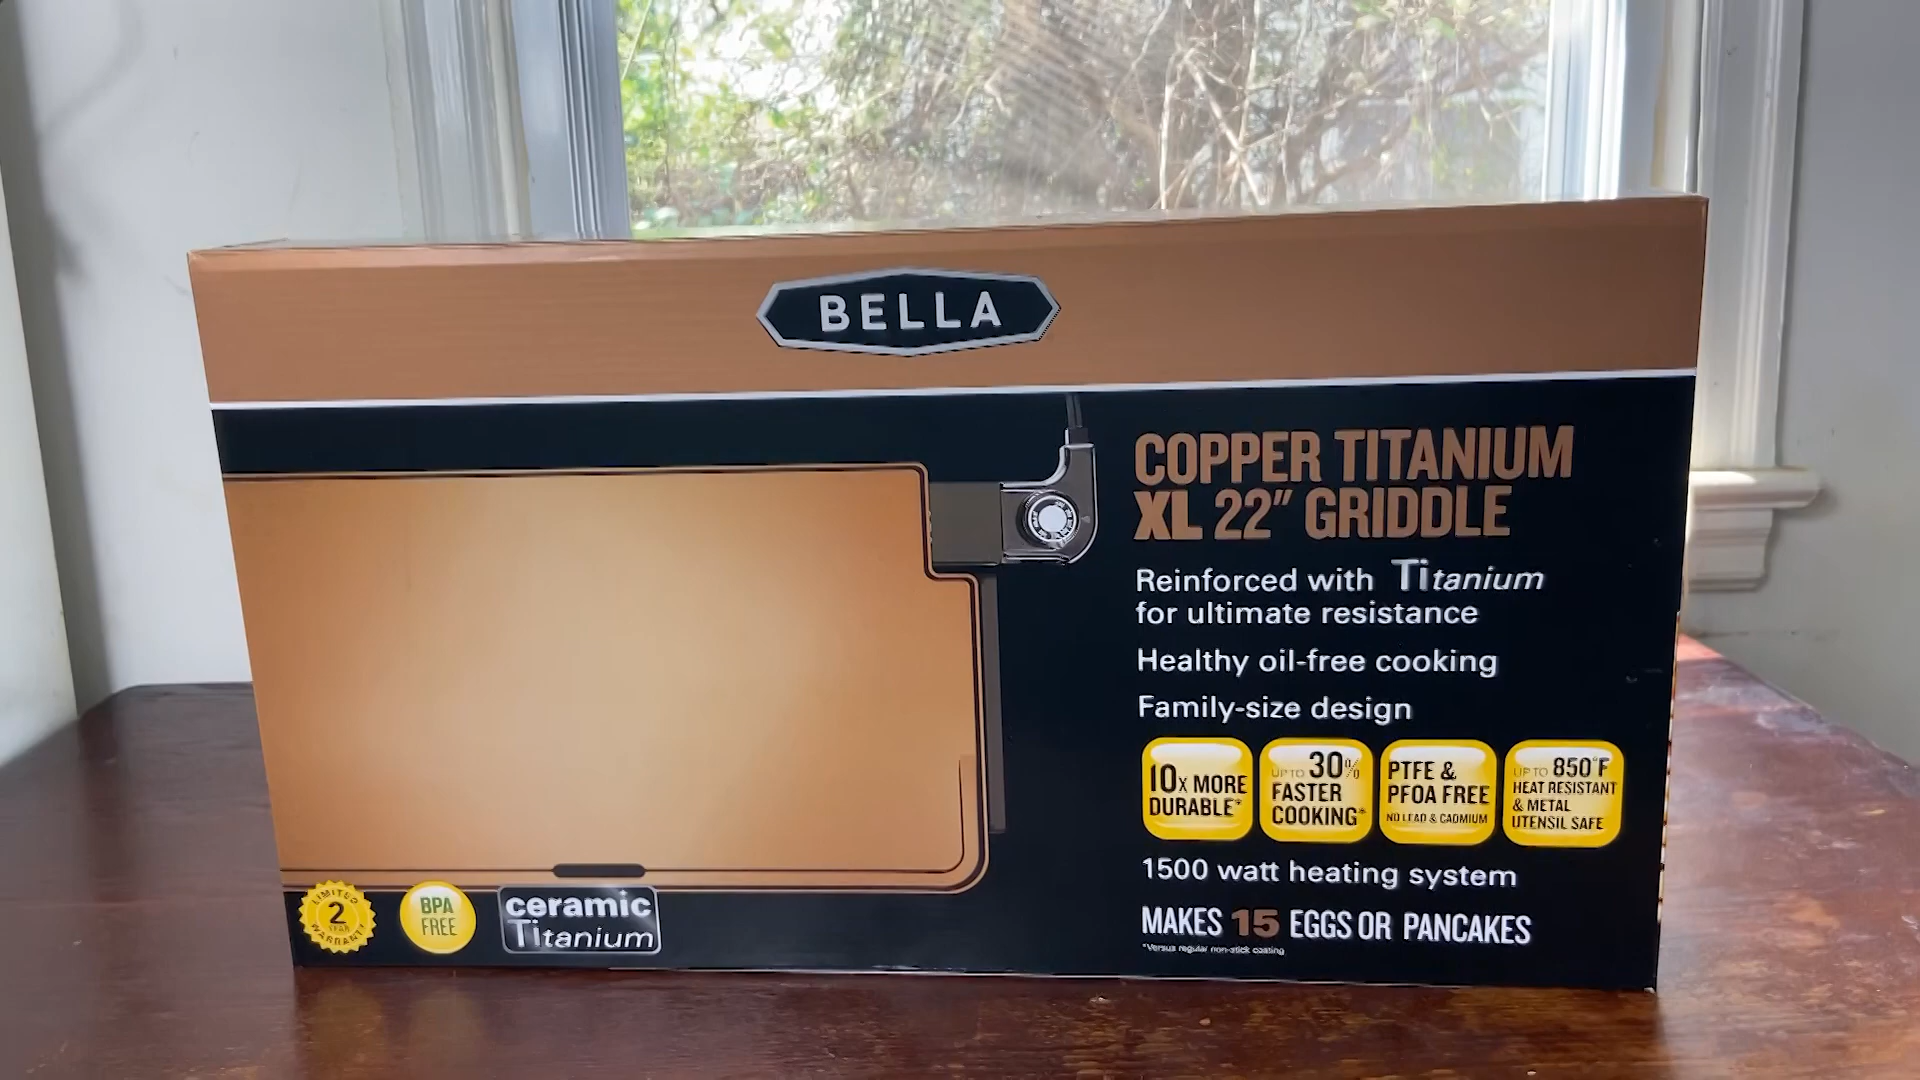 BELLA
COPPER TITANIUM
XL 22" GRIDDLE
Reinforced with Titanium
for ultimate resistance
Healthy oil-free cooking
Family-size design
10X MORE
DURABLE*
UP TO 30%
FASTER
COOKING*
PTFE &
PFOA FREE
NO LEAD & CADMIUM
UP TO 850°F
HEAT RESISTANT
& METAL
UTENSIL SAFE
1500 watt heating system
MAKES 15 EGGS OR PANCAKES
*Versus regular non-stick coating
LIMITED
2
YEAR
WARRANTY
BPA
FREE
ceramic
Titanium